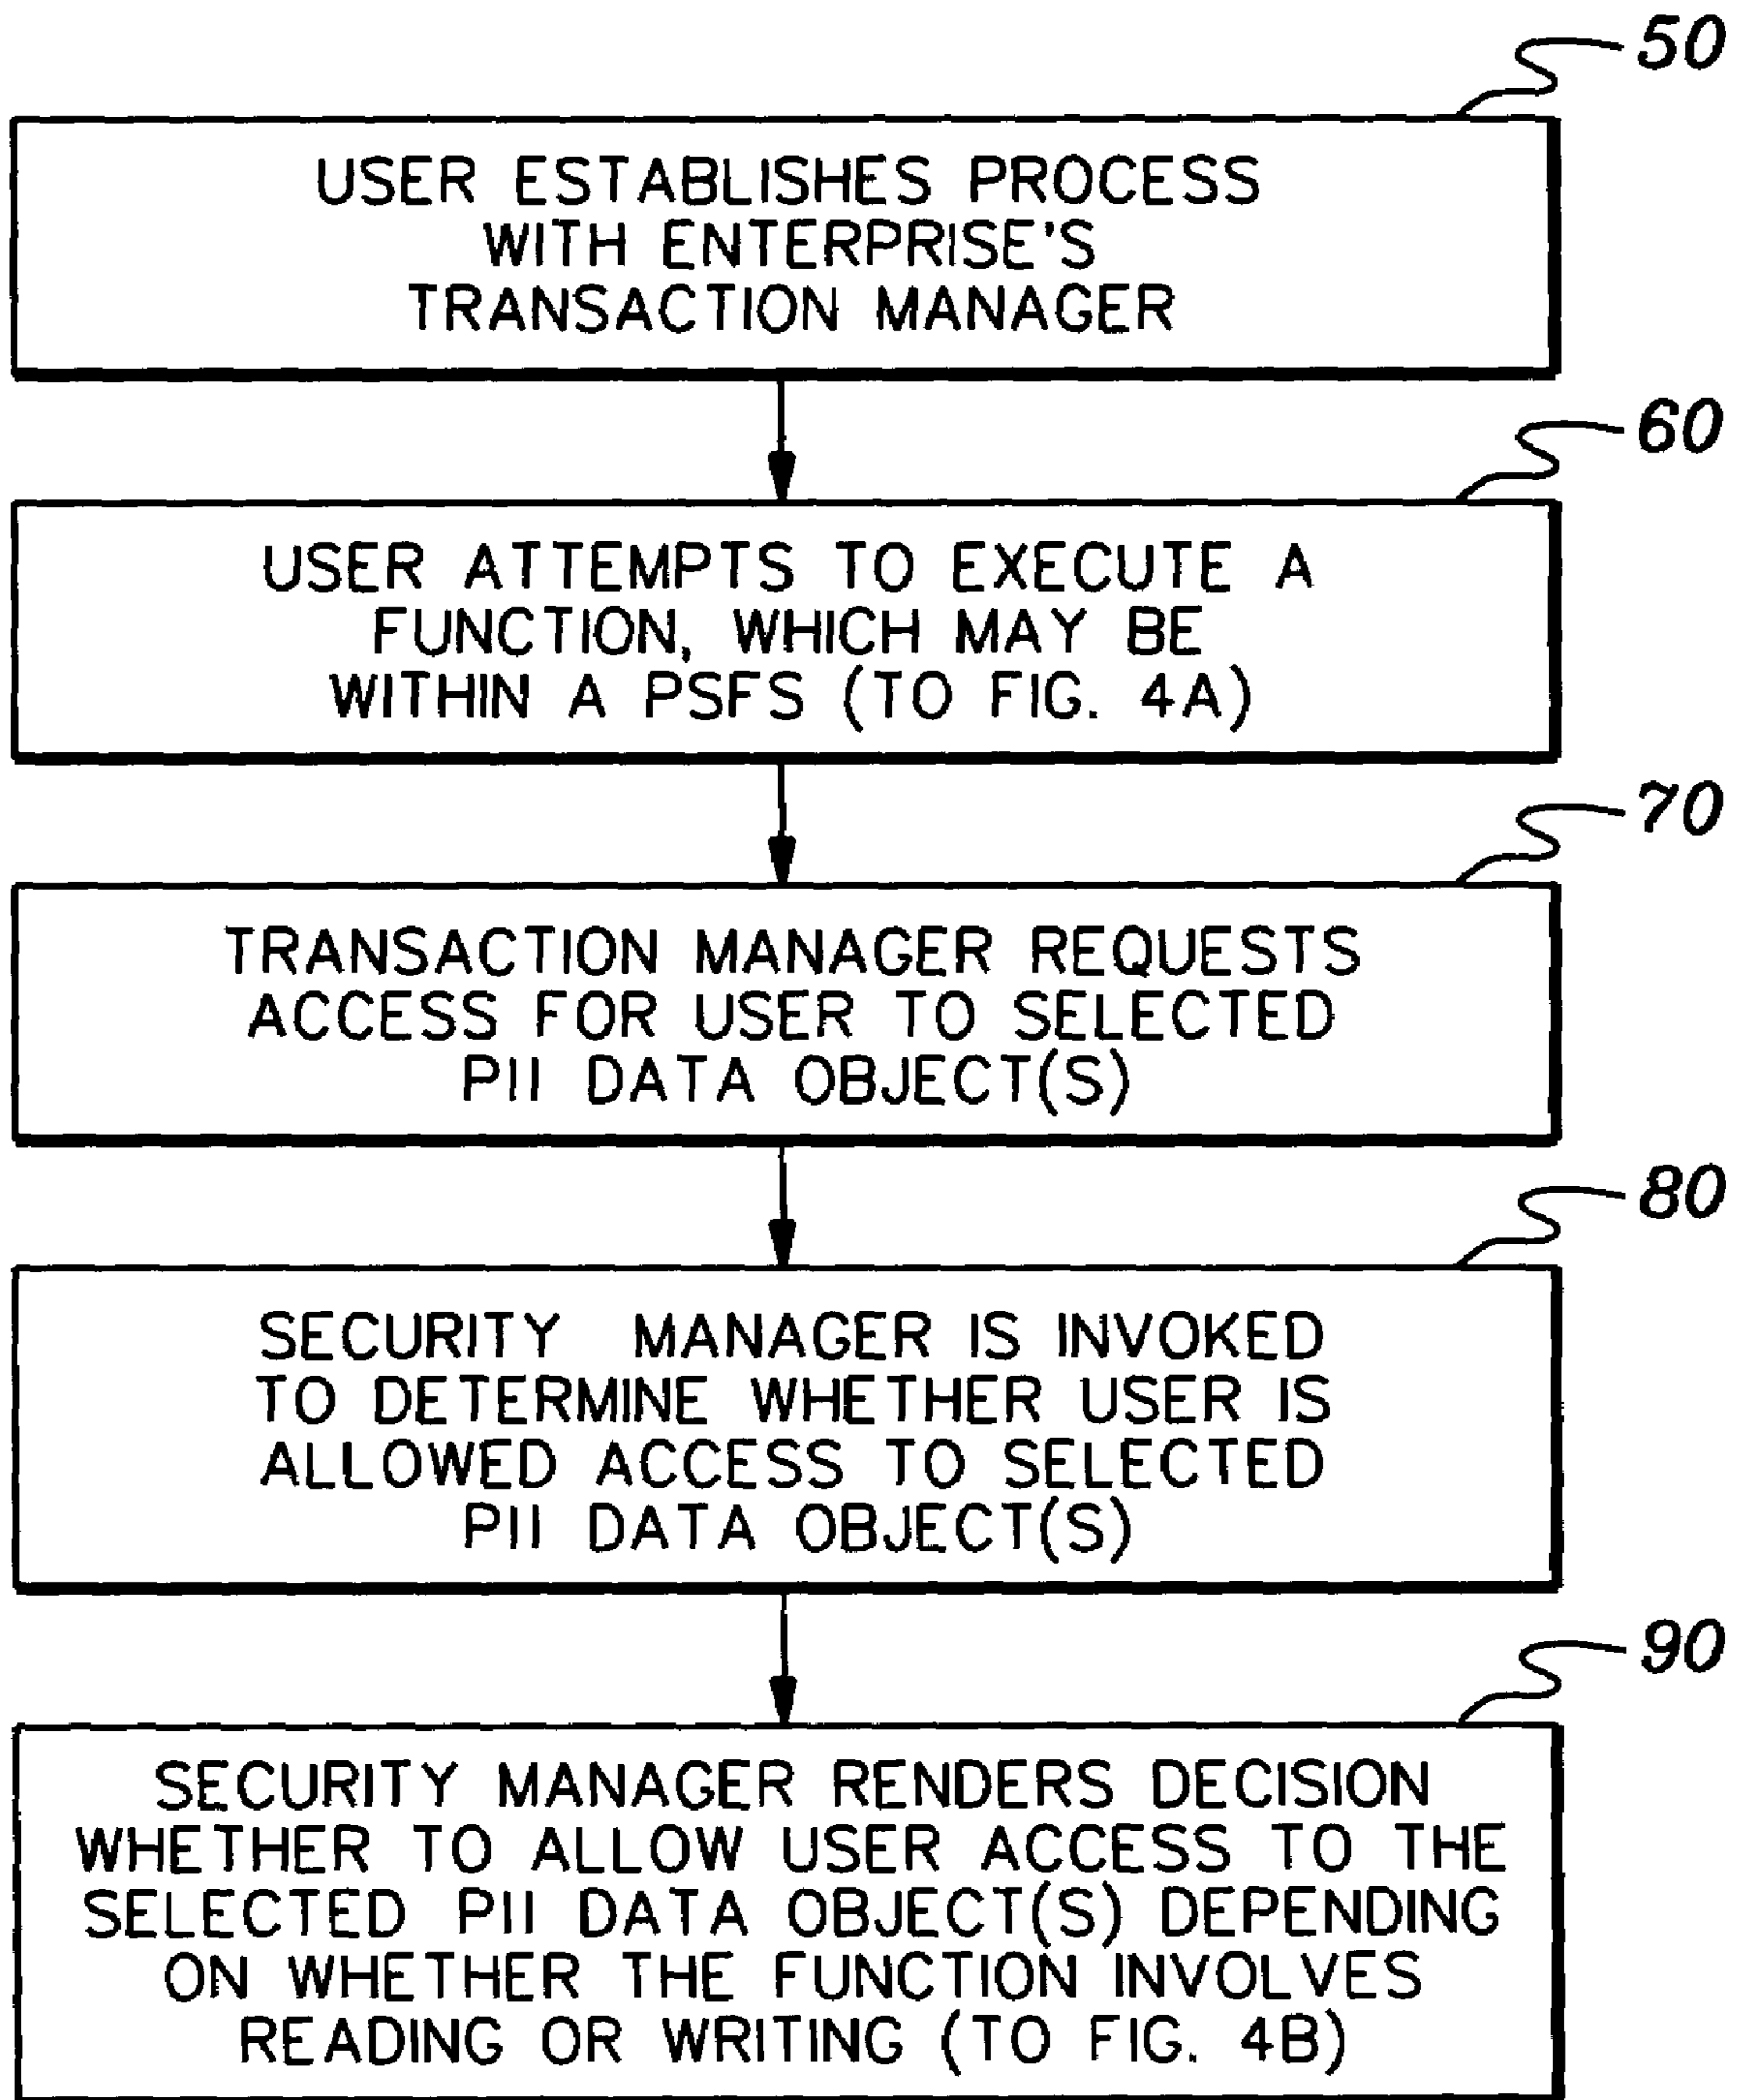 50
USER ESTABLISHES PROCESS
WITH ENTERPRISE'S
TRANSACTION MANAGER
60
USER ATTEMPTS TO EXECUTE A
FUNCTION, WHICH MAY BE
WITHIN A PSFS (TO FIG. 4A)
70
TRANSACTION MANAGER REQUESTS
ACCESS FOR USER TO SELECTED
PII DATA OBJECT(S)
80
SECURITY MANAGER IS INVOKED
TO DETERMINE WHETHER USER IS
ALLOWED ACCESS TO SELECTED
PII DATA OBJECT(S)
90
SECURITY MANAGER RENDERS DECISION
WHETHER TO ALLOW USER ACCESS TO THE
SELECTED PII DATA OBJECT(S) DEPENDING
ON WHETHER THE FUNCTION INVOLVES
READING OR WRITING (TO FIG. 4B)